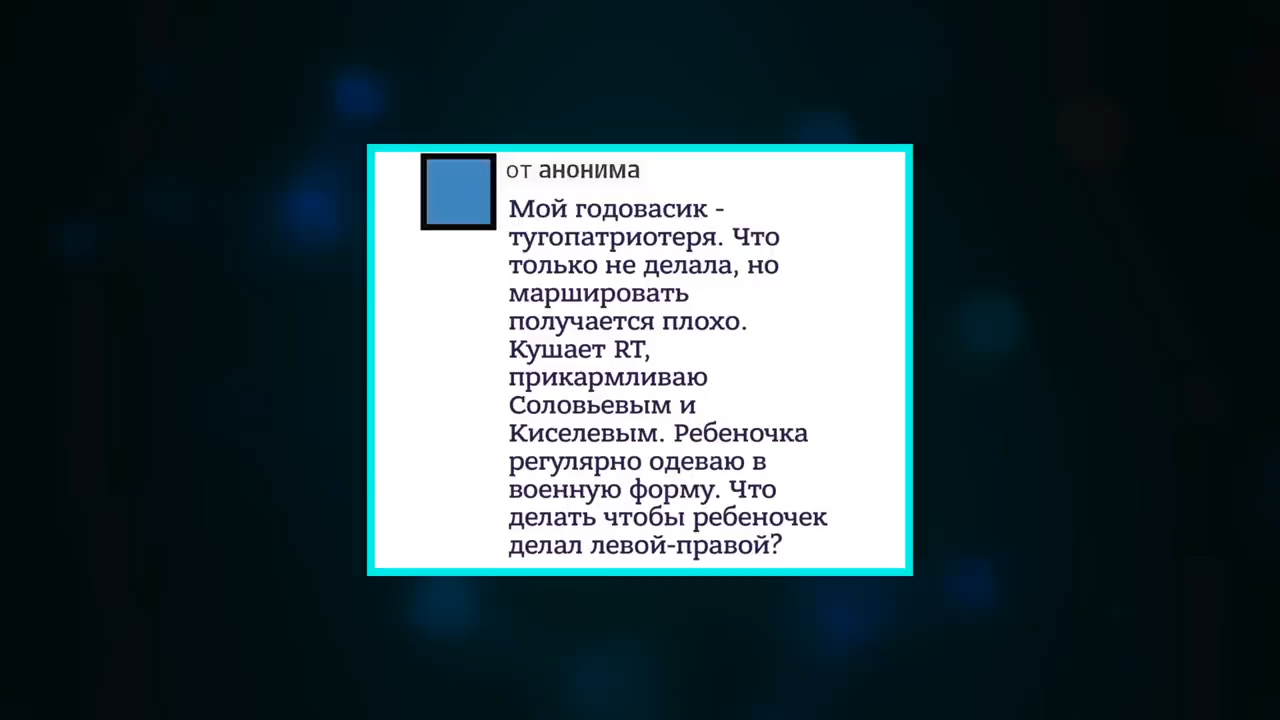 от анонима
Мой годовасик -
тугопатриотеря. Что
только не делала, но
маршировать
получается плохо.
Кушает RT,
прикармливаю
Соловьевым и
Киселевым. Ребеночка
регулярно одеваю в
военную форму. Что
делать чтобы ребеночек
делал левой-правой?